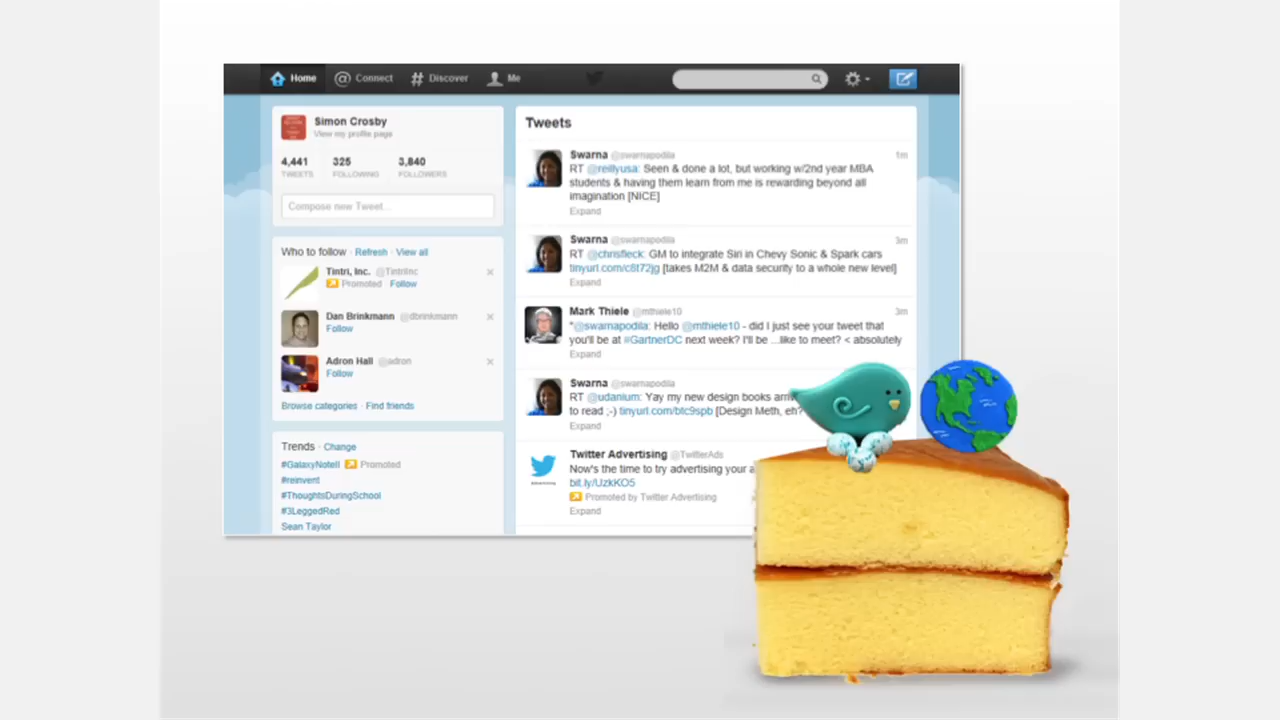 Home
Connect
Discover
Me
Simon Crosby
View my profile page
4,441
325
3,840
TWEETS
FOLLOWING
FOLLOWERS
Compose new Tweet...
Who to follow · Refresh · View all
Tintri, Inc. @TintriInc
Promoted Follow
Dan Brinkmann @dbrinkmann
Follow
Adron Hall @adron
Follow
Browse categories · Find friends
Trends · Change
#GalaxyNoteII Promoted
#reinvent
#ThoughtsDuringSchool
#3LeggedRed
Sean Taylor
Tweets
Swarna @swarnapodila 1m
RT @reillyusa: Seen & done a lot, but working w/2nd year MBA
students & having them learn from me is rewarding beyond all
imagination [NICE]
Expand
Swarna @swarnapodila 3m
RT @chrisfleck: GM to integrate Siri in Chevy Sonic & Spark cars
tinyurl.com/c8t72jg [takes M2M & data security to a whole new level]
Expand
Mark Thiele @mthiele10 3m
"@swarnapodila: Hello @mthiele10 - did I just see your tweet that
you'll be at #GartnerDC next week? I'll be ...like to meet? < absolutely
Expand
Swarna @swarnapodila
RT @udanium: Yay my new design books
to read ;-) tinyurl.com/btc9spb [Design Meth, eh?
Expand
Twitter Advertising @TwitterAds
Now's the time to try advertising your
bit.ly/UzkKO5
Promoted by Twitter Advertising
Expand